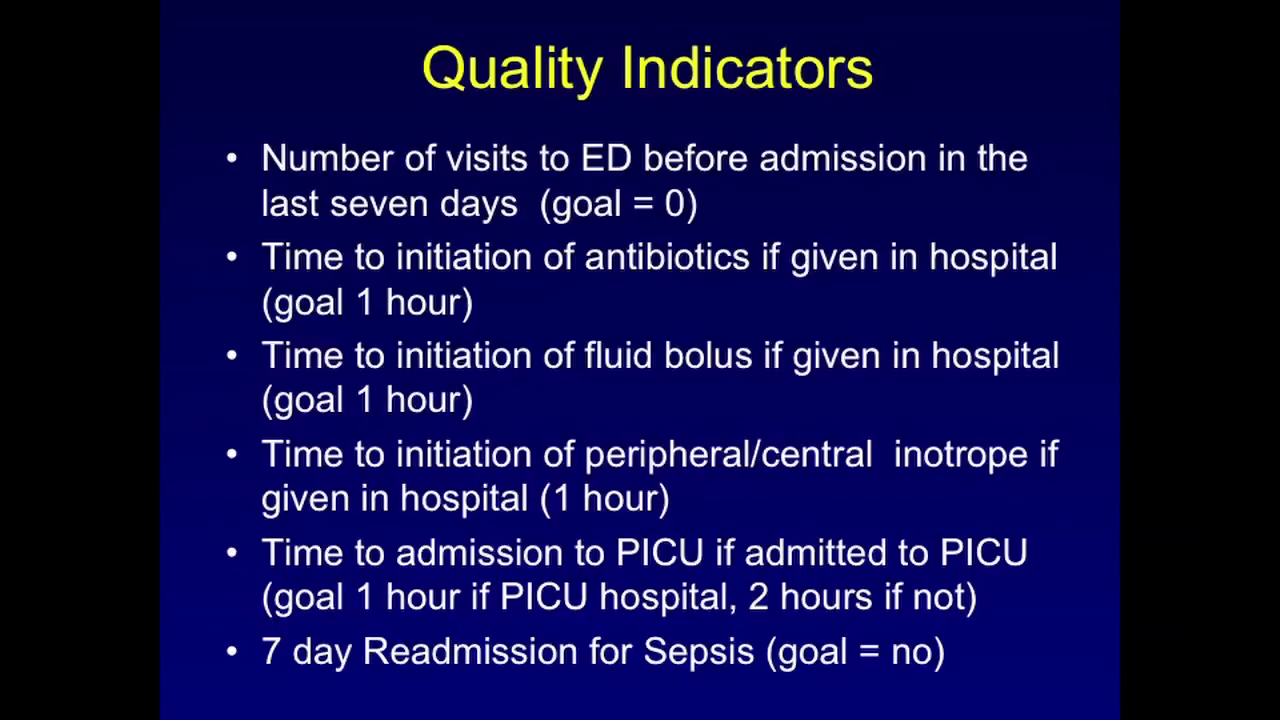 Quality Indicators
• Number of visits to ED before admission in the
last seven days  (goal = 0)
• Time to initiation of antibiotics if given in hospital
(goal 1 hour)
• Time to initiation of fluid bolus if given in hospital
(goal 1 hour)
• Time to initiation of peripheral/central  inotrope if
given in hospital (1 hour)
• Time to admission to PICU if admitted to PICU
(goal 1 hour if PICU hospital, 2 hours if not)
• 7 day Readmission for Sepsis (goal = no)